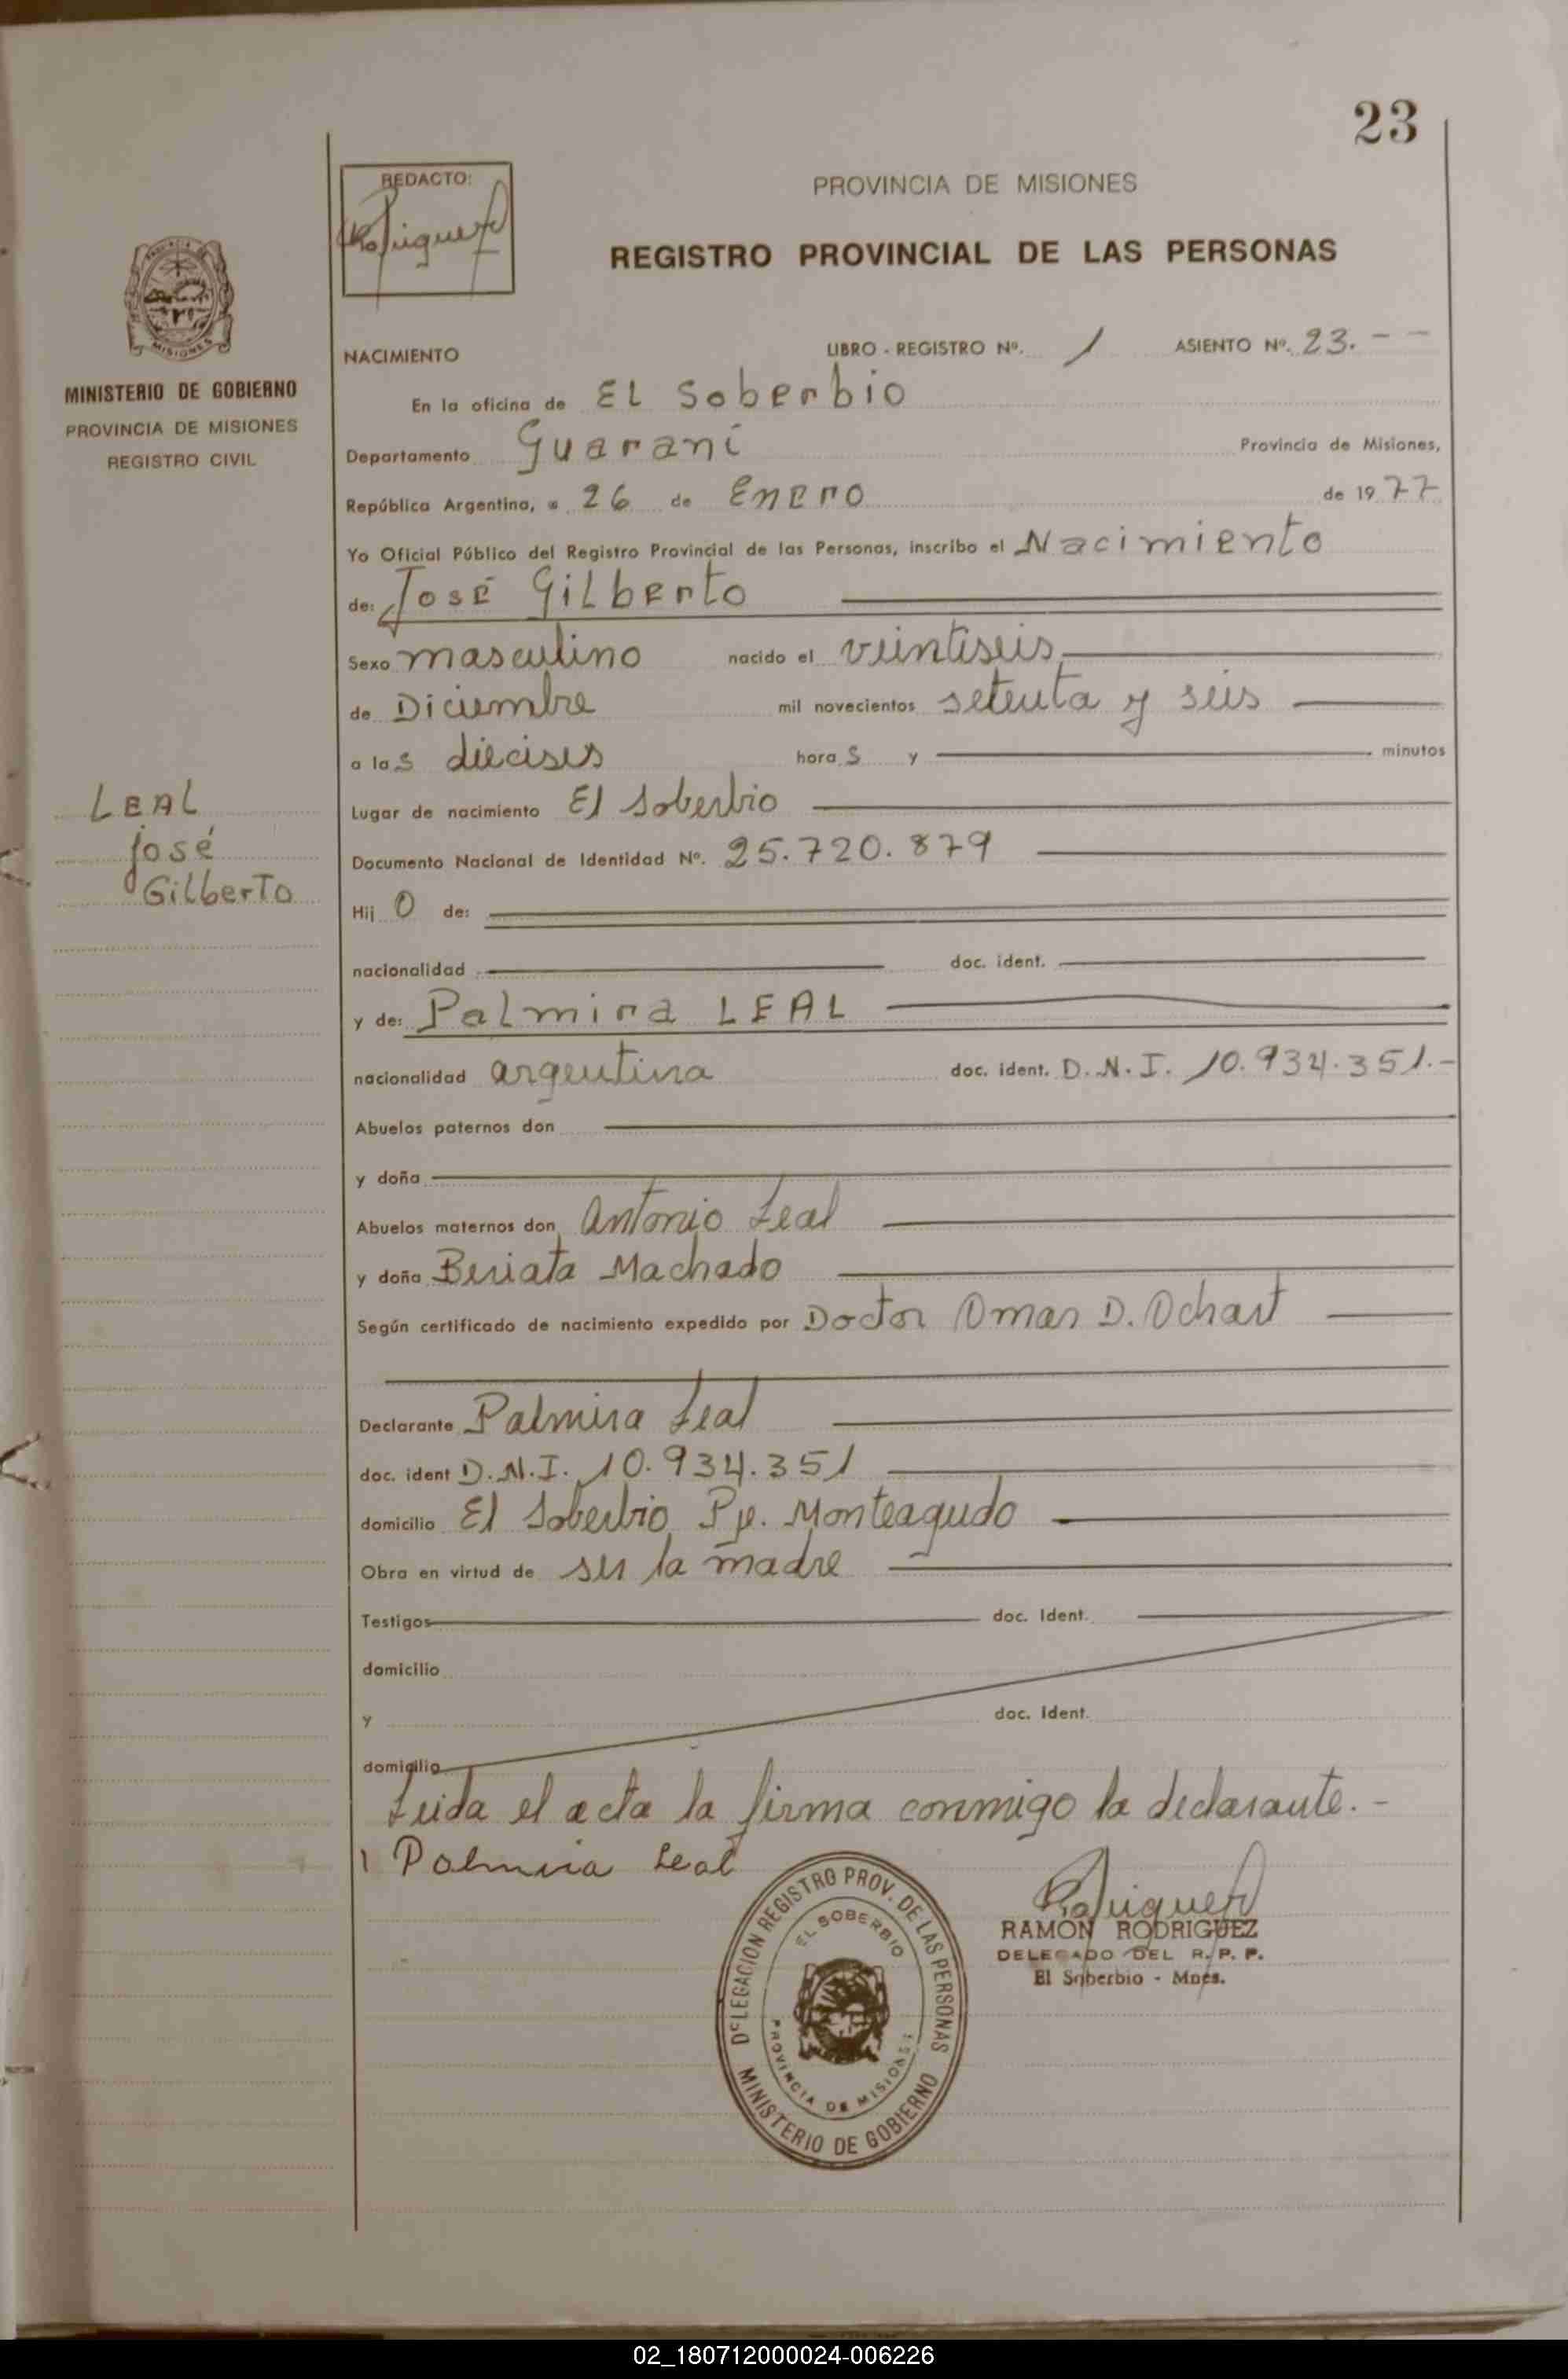 23
REDACTO:
PROVINCIA DE MISIONES
REGISTRO PROVINCIAL DE LAS PERSONAS
MISIONES
MINISTERIO DE GOBIERNO
PROVINCIA DE MISIONES
REGISTRO CIVIL
LEAL
José
Gilberto
NACIMIENTO LIBRO - REGISTRO Nº. 1 ASIENTO Nº. 23. - -
En la oficina de EL Soberbio
Departamento Guaraní Provincia de Misiones,
República Argentina, a 26 de Enero de 1977
Yo Oficial Público del Registro Provincial de las Personas, inscribo el Nacimiento
de: José Gilberto
Sexo masculino nacido el veintiseis
de Diciembre mil novecientos setenta y seis
a las diecises horas y minutos
Lugar de nacimiento El Soberbio
Documento Nacional de Identidad Nº. 25.720.879
Hij O de:
nacionalidad doc. ident.
y de: Palmira LEAL
nacionalidad argentina doc. ident. D.N.I. 10.934.351.-
Abuelos paternos don
y doña
Abuelos maternos don Antonio Leal
y doña Beriata Machado
Según certificado de nacimiento expedido por Doctor Omar D. Ochart
Declarante Palmira Leal
doc. ident D.N.I. 10.934.351
domicilio El Soberbio Pje. Monteagudo
Obra en virtud de ser la madre
Testigos doc. Ident.
domicilio
y doc. Ident.
domicilio
Leida el acta la firma conmigo la declarante. -
Palmira Leal
DELEGACION REGISTRO PROV. DE LAS PERSONAS
EL SOBERBIO
PROVINCIA DE MISIONES
MINISTERIO DE GOBIERNO
RAMON RODRIGUEZ
DELEGADO DEL R. P. P.
El Soberbio - Mnes.
02_180712000024-006226